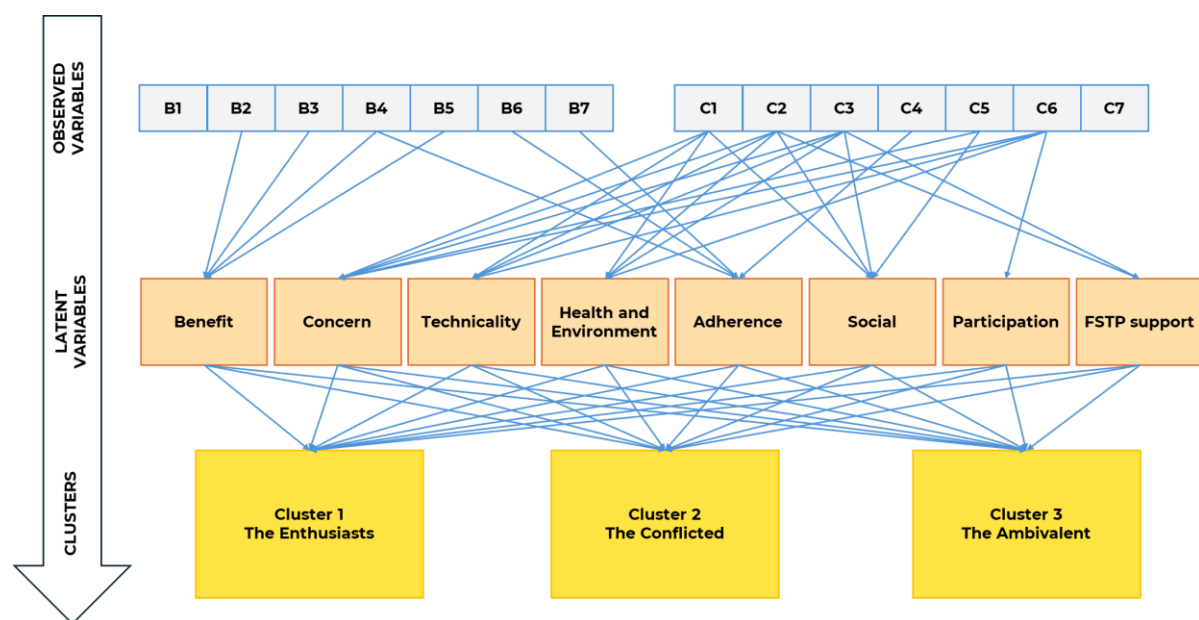 OBSERVED
VARIABLES
B1 B2 B3 B4 B5 B6 B7
C1 C2 C3 C4 C5 C6 C7
LATENT
VARIABLES
Benefit
Concern
Technicality
Health and
Environment
Adherence
Social
Participation
FSTP support
CLUSTERS
Cluster 1
The Enthusiasts
Cluster 2
The Conflicted
Cluster 3
The Ambivalent